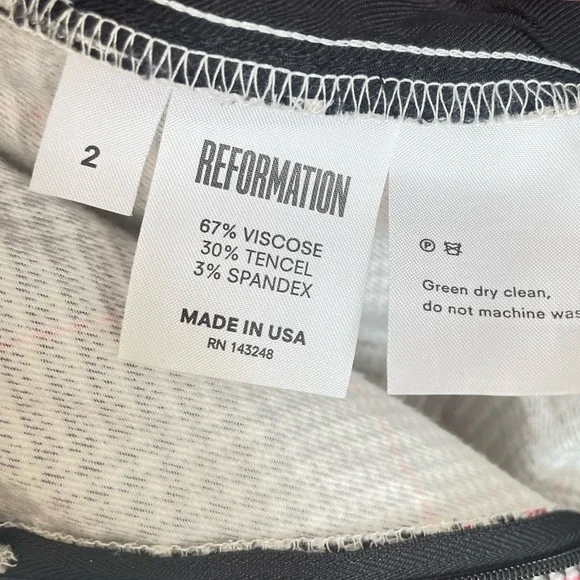 2
REFORMATION
67% VISCOSE
30% TENCEL
3% SPANDEX
MADE IN USA
RN 143248
P
Green dry clean,
do not machine was